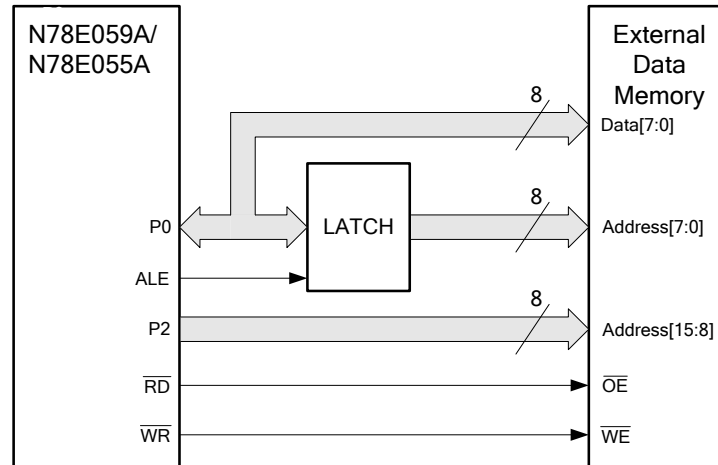 N78E059A/
N78E055A
External
Data
Memory
8
Data[7:0]
8
P0
LATCH
Address[7:0]
ALE
8
P2
Address[15:8]
RD
OE
WR
WE